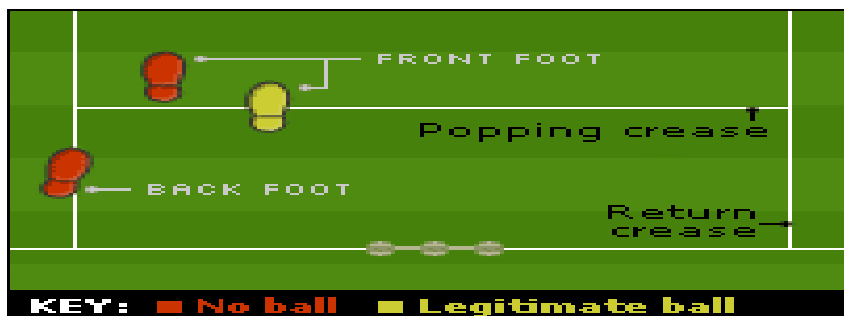 FRONT FOOT
Popping crease
BACK FOOT
Return
crease
KEY: No ball Legitimate ball